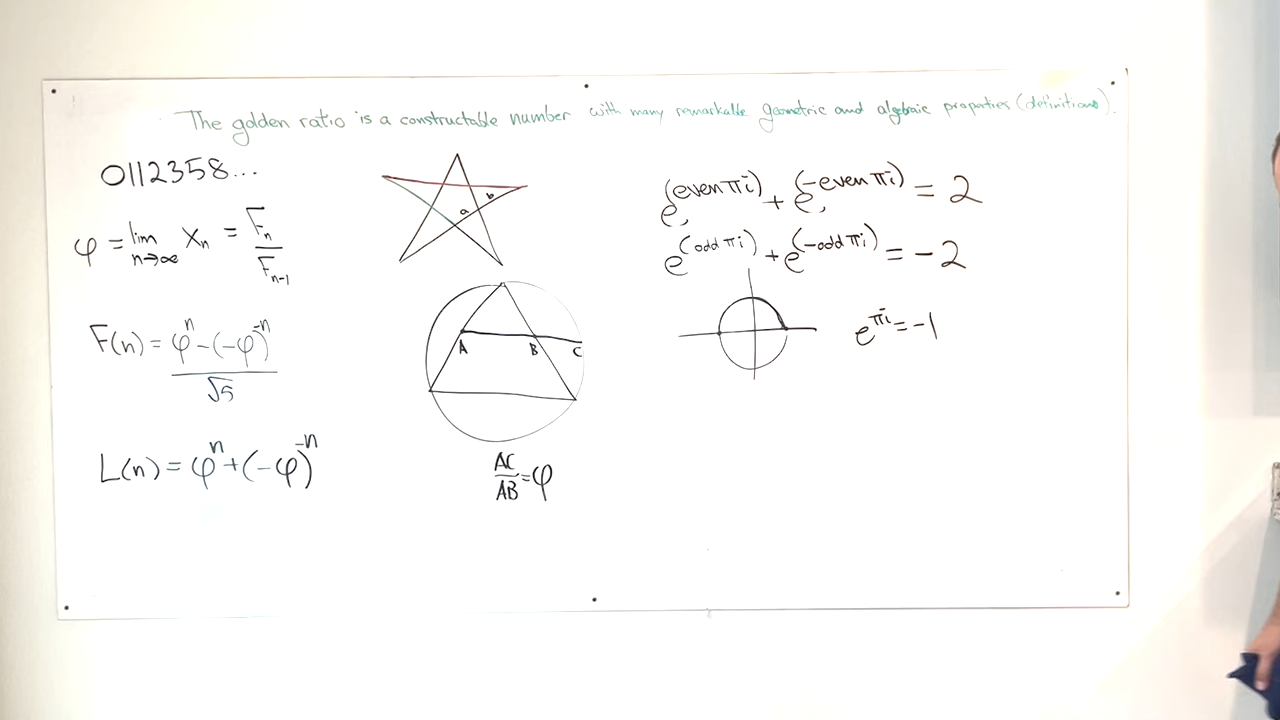 The golden ratio is a constructable number with many remarkable geometric and algebraic properties (definitions).
0112358...
φ = lim n→∞ Xn = Fn / Fn-1
F(n) = φ^n - (-φ)^-n / √5
L(n) = φ^n + (-φ)^-n
a
b
A
B
C
AC / AB = φ
e^(even πi) + e^(-even πi) = 2
e^(odd πi) + e^(-odd πi) = -2
e^πi = -1